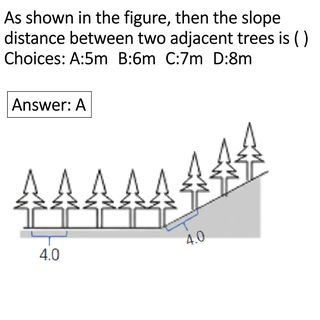 As shown in the figure, then the slope
distance between two adjacent trees is ( )
Choices: A:5m B:6m C:7m D:8m
Answer: A
4.0
4.0